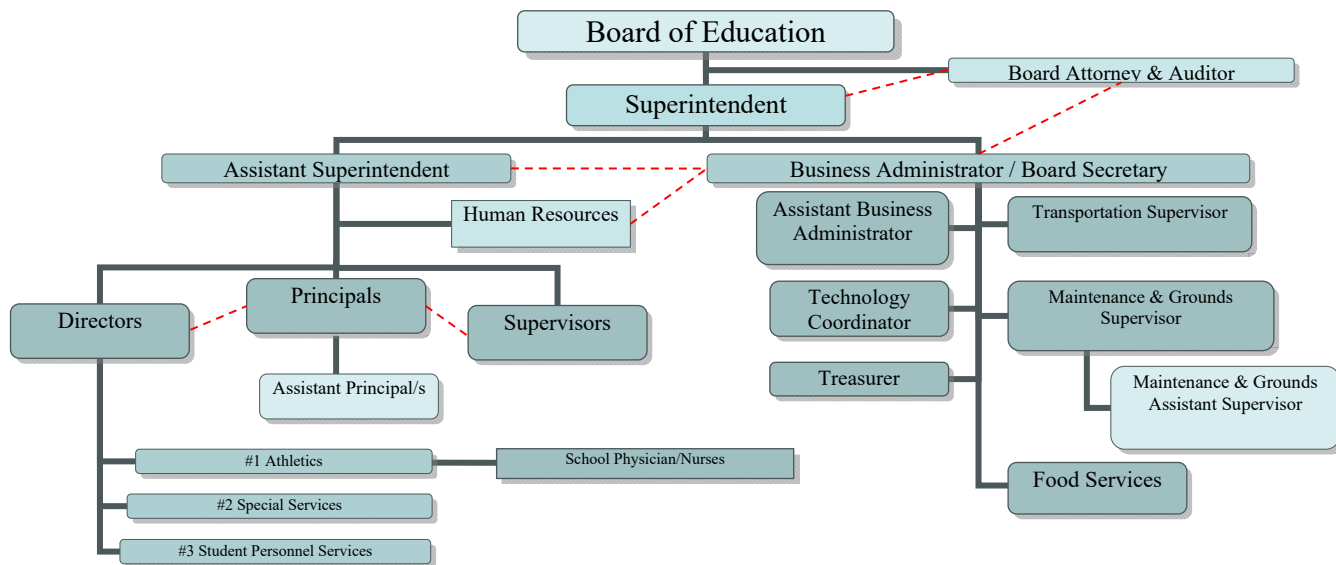 Board of Education
Board Attorney & Auditor
Superintendent
Assistant Superintendent
Business Administrator / Board Secretary
Human Resources
Assistant Business
Administrator
Transportation Supervisor
Directors
Principals
Supervisors
Technology
Coordinator
Maintenance & Grounds
Supervisor
Assistant Principal/s
Treasurer
Maintenance & Grounds
Assistant Supervisor
#1 Athletics
School Physician/Nurses
Food Services
#2 Special Services
#3 Student Personnel Services